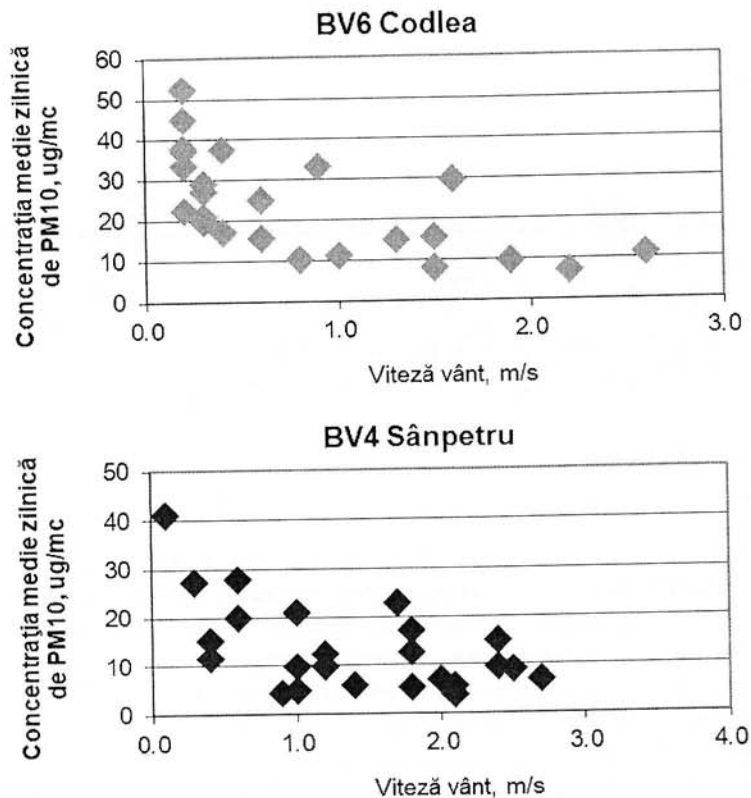 BV6 Codlea
Concentraţia medie zilnică
de PM10, ug/mc
60
50
40
30
20
10
0
0.0 1.0 2.0 3.0
Viteză vânt, m/s
BV4 Sânpetru
Concentraţia medie zilnică
de PM10, ug/mc
50
40
30
20
10
0
0.0 1.0 2.0 3.0 4.0
Viteză vânt, m/s